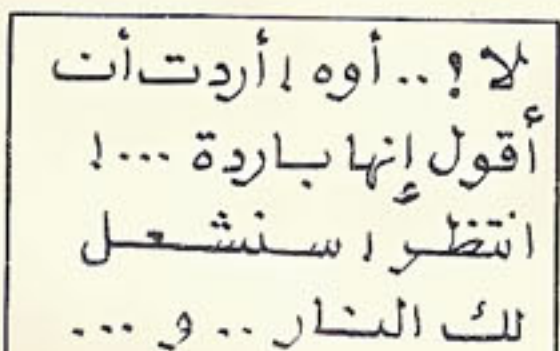 لا ؟.. أوه ! أردت أن
أقول إنها باردة ...!
انتظر ! سنشعل
لك النار .. و ...